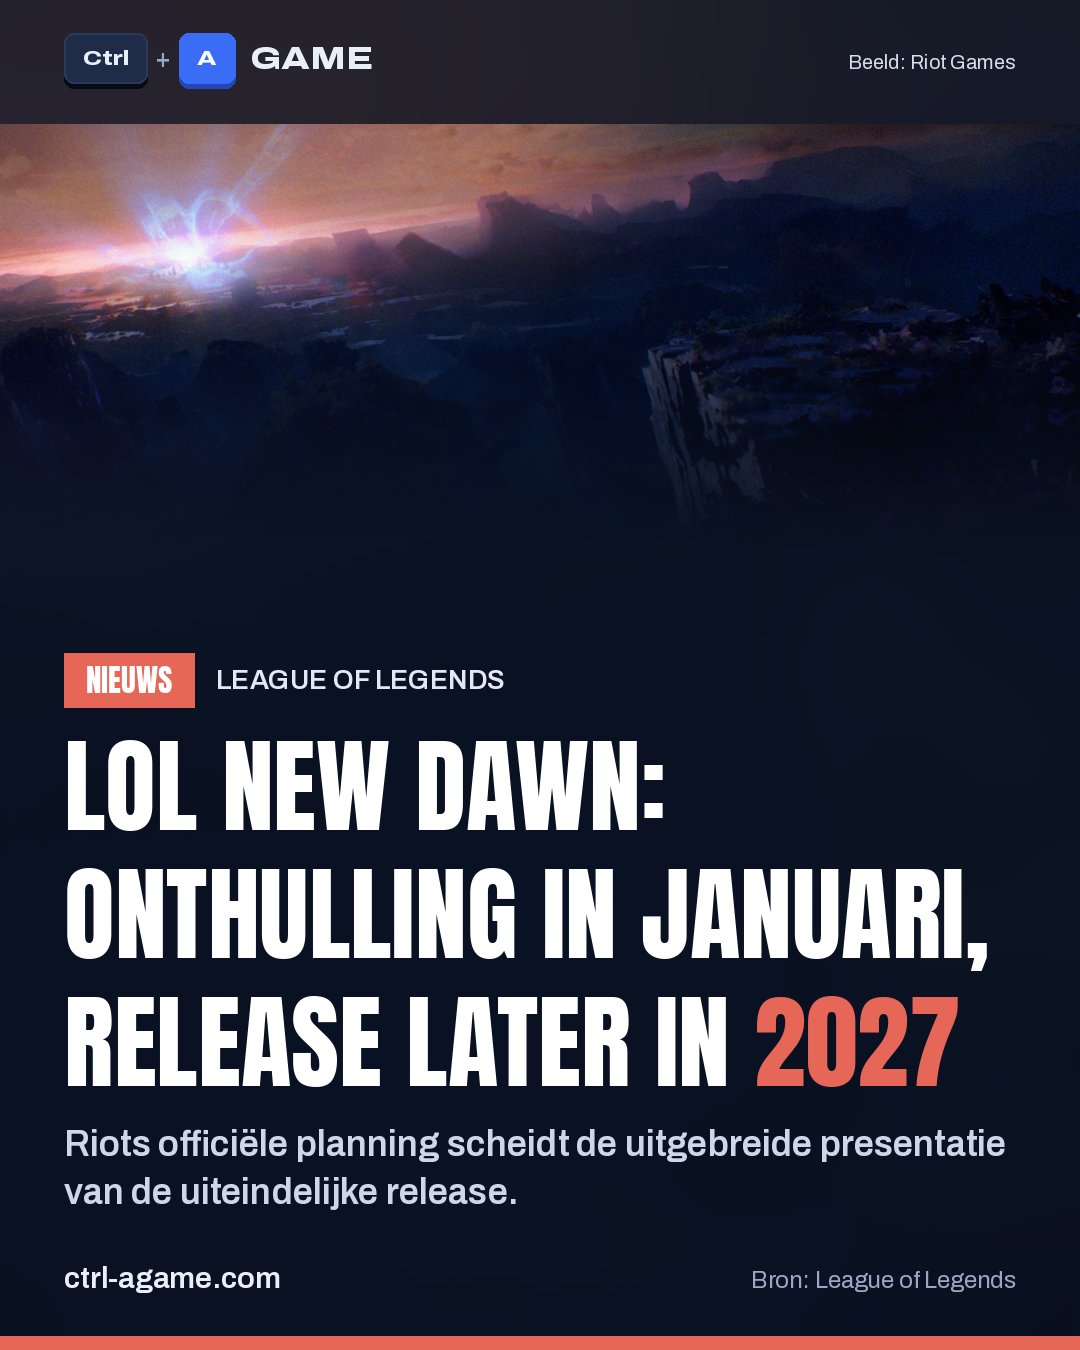 Ctrl + A GAME
Beeld: Riot Games
NIEUWS LEAGUE OF LEGENDS
LOL NEW DAWN:
ONTHULLING IN JANUARI,
RELEASE LATER IN 2027
Riots officiële planning scheidt de uitgebreide presentatie
van de uiteindelijke release.
ctrl-agame.com
Bron: League of Legends